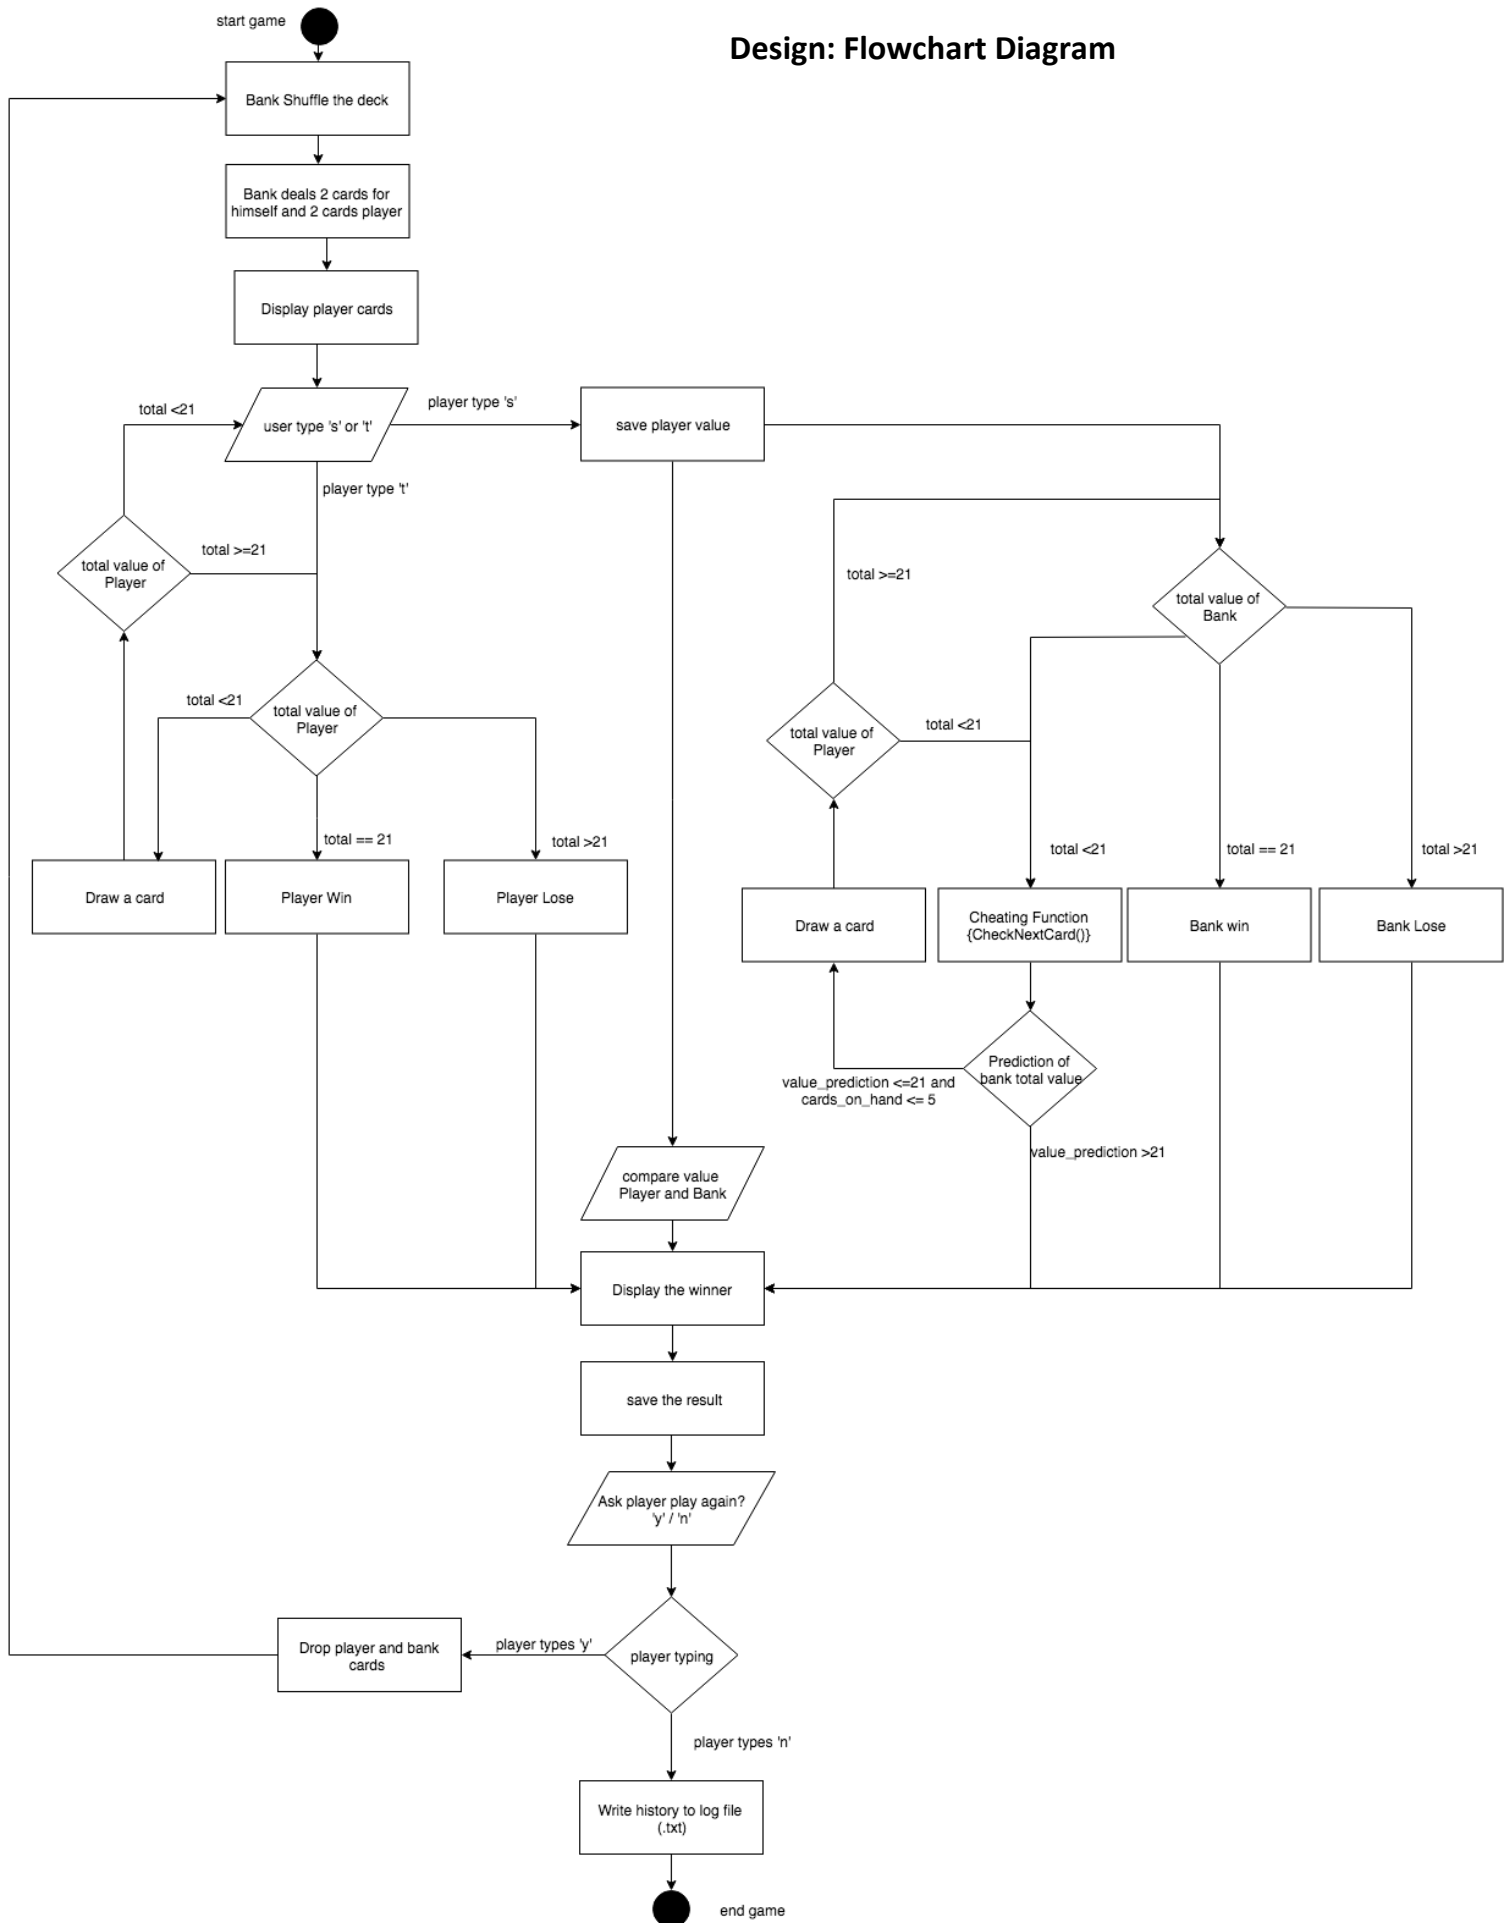 start game
Design: Flowchart Diagram
Bank Shuffle the deck
Bank deals 2 cards for
himself and 2 cards player
Display player cards
total <21
user type 's' or 't'
player type 's'
save player value
player type 't'
total value of
Player
total >=21
total >=21
total value of
Bank
total <21
total value of
Player
total value of
Player
total <21
total == 21
total >21
total <21
total == 21
total >21
Draw a card
Player Win
Player Lose
Draw a card
Cheating Function
{CheckNextCard()}
Bank win
Bank Lose
Prediction of
bank total value
value_prediction <=21 and
cards_on_hand <= 5
value_prediction >21
compare value
Player and Bank
Display the winner
save the result
Ask player play again?
'y' / 'n'
Drop player and bank
cards
player types 'y'
player typing
player types 'n'
Write history to log file
(.txt)
end game